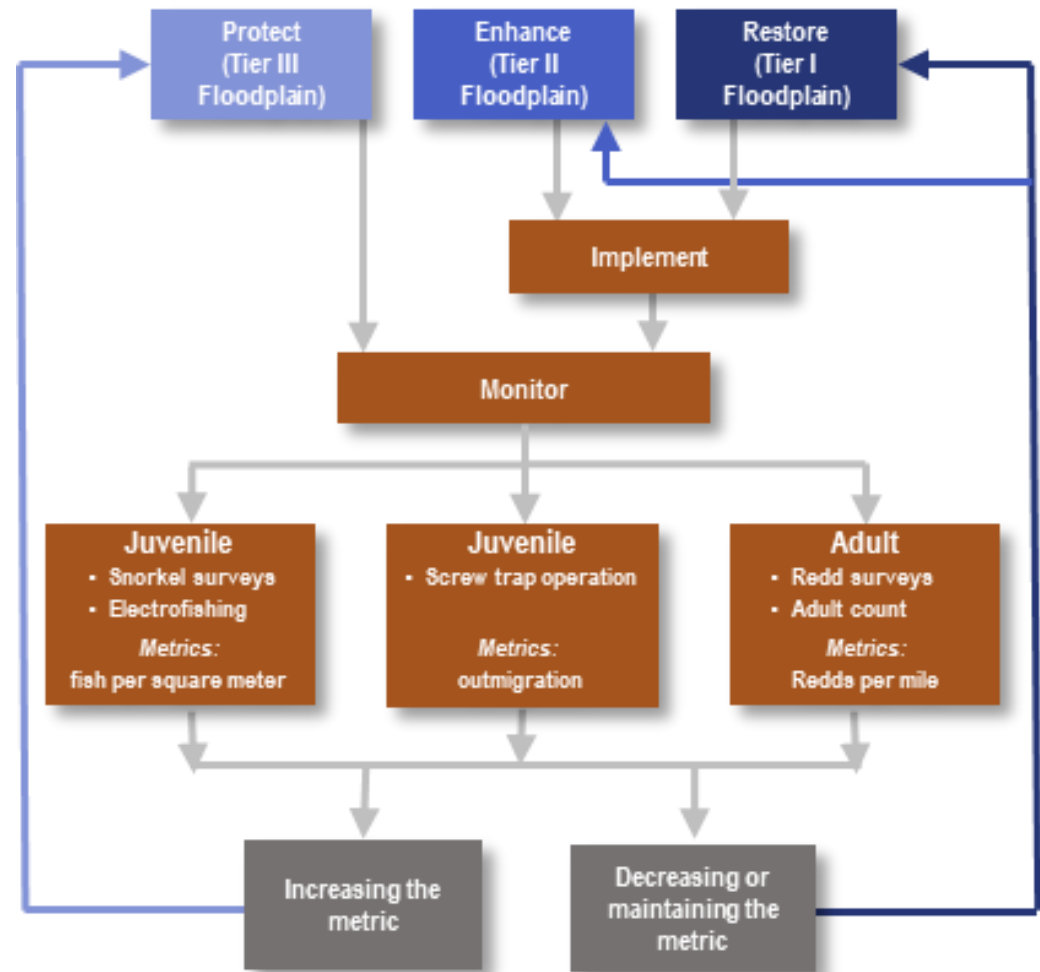 Protect
(Tier III
Floodplain)
Enhance
(Tier II
Floodplain)
Restore
(Tier I
Floodplain)
Implement
Monitor
Juvenile
▪ Snorkel surveys
▪ Electrofishing
Metrics:
fish per square meter
Juvenile
▪ Screw trap operation
Metrics:
outmigration
Adult
▪ Redd surveys
▪ Adult count
Metrics:
Redds per mile
Increasing the
metric
Decreasing or
maintaining the
metric